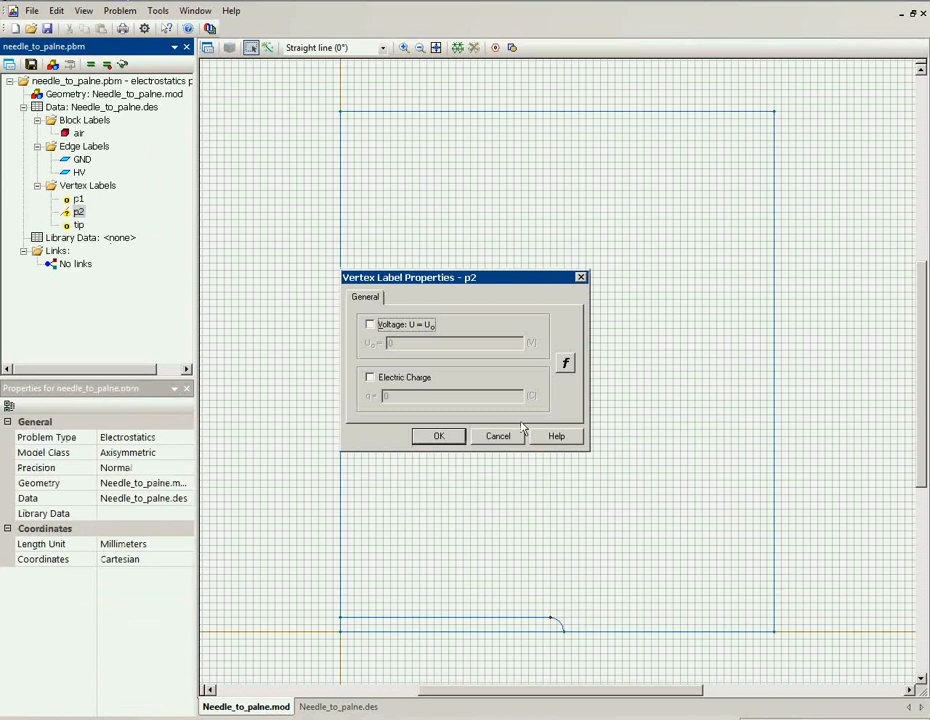 File Edit View Problem Tools Window Help
Straight line (0°)
needle_to_palne.pbm
needle_to_palne.pbm - electrostatics p
Geometry: Needle_to_palne.mod
Data: Needle_to_palne.des
Block Labels
air
Edge Labels
GND
HV
Vertex Labels
p1
p2
tip
Library Data: <none>
Links:
No links
Properties for needle_to_palne.pbm
General
Problem Type Electrostatics
Model Class Axisymmetric
Precision Normal
Geometry Needle_to_palne.m...
Data Needle_to_palne.des
Library Data
Coordinates
Length Unit Millimeters
Coordinates Cartesian
Vertex Label Properties - p2
General
Voltage: U = U₀
U₀ = 0 (V)
f
Electric Charge
q = 0 (C)
OK Cancel Help
Needle_to_palne.mod Needle_to_palne.des